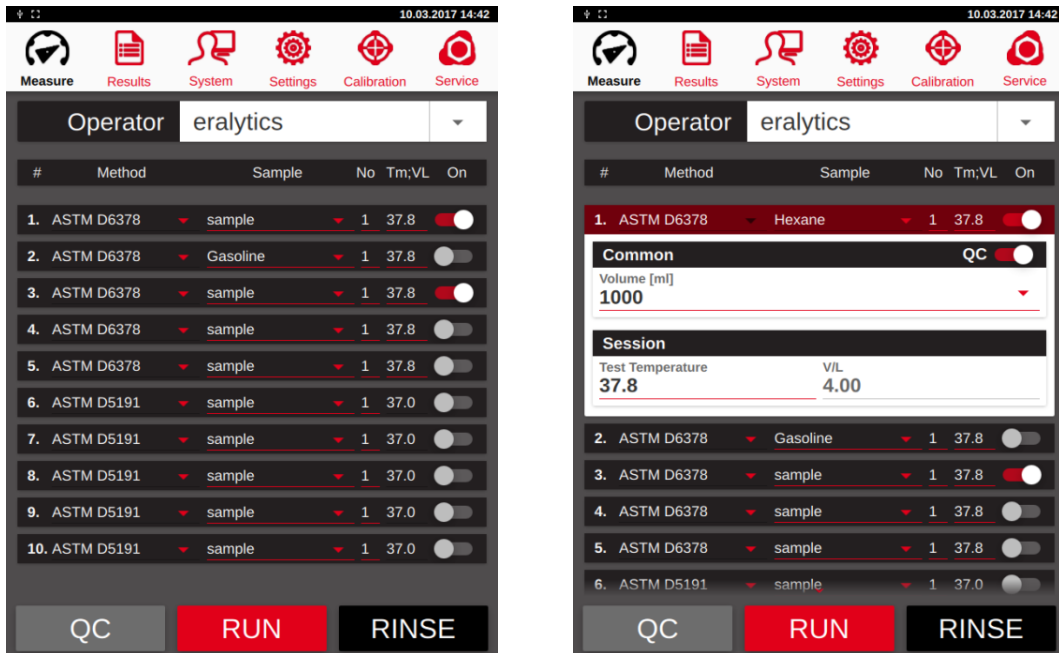 10.03.2017 14:42
Measure Results System Settings Calibration Service
Operator eralytics
# Method Sample No Tm;VL On
1. ASTM D6378 sample 1 37.8
2. ASTM D6378 Gasoline 1 37.8
3. ASTM D6378 sample 1 37.8
4. ASTM D6378 sample 1 37.8
5. ASTM D6378 sample 1 37.8
6. ASTM D5191 sample 1 37.0
7. ASTM D5191 sample 1 37.0
8. ASTM D5191 sample 1 37.0
9. ASTM D5191 sample 1 37.0
10. ASTM D5191 sample 1 37.0
QC RUN RINSE
10.03.2017 14:42
Measure Results System Settings Calibration Service
Operator eralytics
# Method Sample No Tm;VL On
1. ASTM D6378 Hexane 1 37.8
Common QC
Volume [ml]
1000
Session
Test Temperature V/L
37.8 4.00
2. ASTM D6378 Gasoline 1 37.8
3. ASTM D6378 sample 1 37.8
4. ASTM D6378 sample 1 37.8
5. ASTM D6378 sample 1 37.8
6. ASTM D5191 sample 1 37.0
QC RUN RINSE